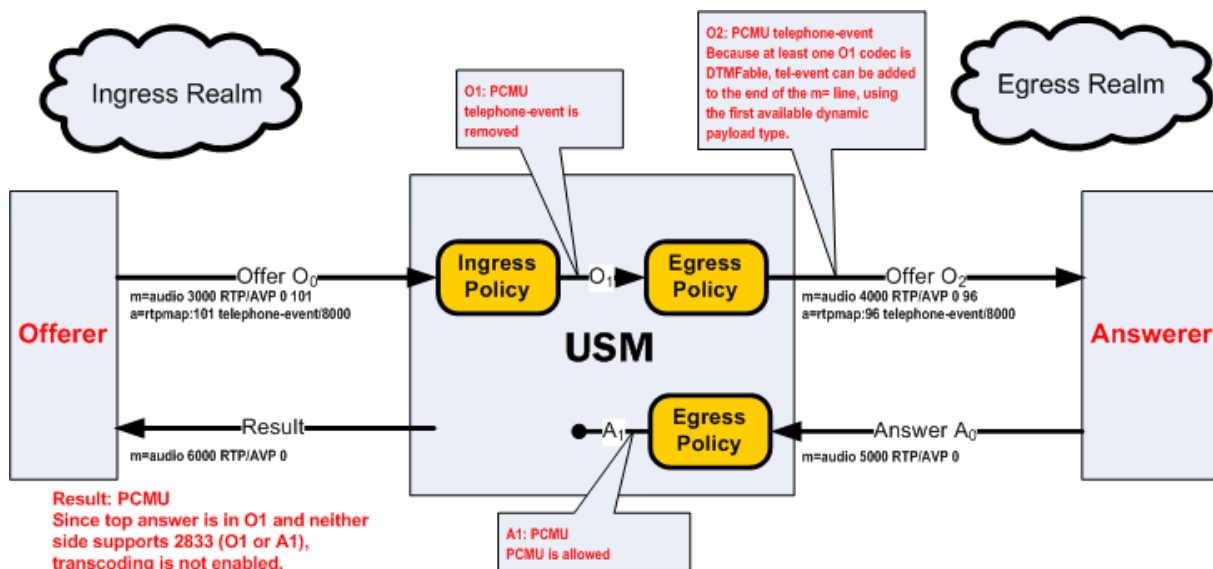 Ingress Realm
O1: PCMU
telephone-event is
removed
O2: PCMU telephone-event
Because at least one O1 codec is
DTMFable, tel-event can be added
to the end of the m= line, using
the first available dynamic
payload type.
Egress Realm
Offerer
Offer O0
m=audio 3000 RTP/AVP 0 101
a=rtpmap:101 telephone-event/8000
Ingress
Policy
O1
Egress
Policy
Offer O2
m=audio 4000 RTP/AVP 0 96
a=rtpmap:96 telephone-event/8000
Answerer
USM
Result
m=audio 6000 RTP/AVP 0
A1
Egress
Policy
Answer A0
m=audio 5000 RTP/AVP 0
Result: PCMU
Since top answer is in O1 and neither
side supports 2833 (O1 or A1),
transcoding is not enabled.
A1: PCMU
PCMU is allowed